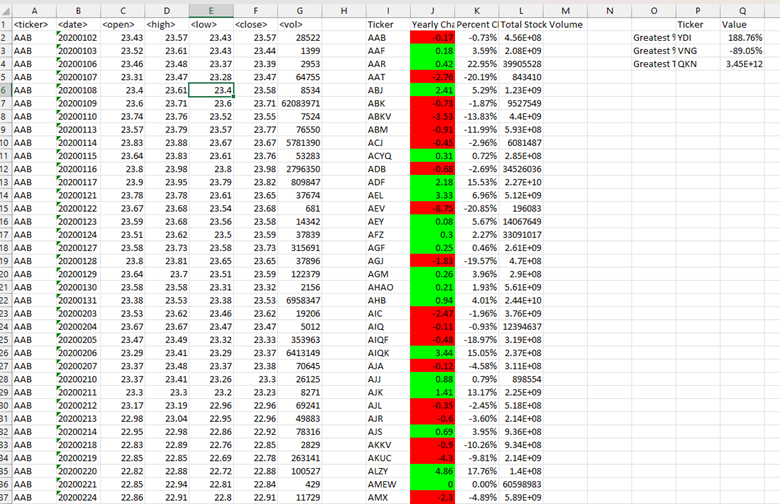 A B C D E F G H I J K L M N O P Q
1 <ticker> <date> <open> <high> <low> <close> <vol> Ticker Yearly Cha Percent C Total Stock Volume Ticker Value
2 AAB 20200102 23.43 23.57 23.43 23.57 28522 AAB -0.17 -0.73% 4.56E+08 Greatest % YDI 188.76%
3 AAB 20200103 23.52 23.61 23.43 23.44 1399 AAF 0.18 3.59% 2.08E+09 Greatest % VNG -89.05%
4 AAB 20200106 23.46 23.48 23.37 23.39 2953 AAR 0.42 22.95% 39905528 Greatest T QKN 3.45E+12
5 AAB 20200107 23.31 23.47 23.28 23.47 64755 AAT -2.76 -20.19% 843410
6 AAB 20200108 23.4 23.61 23.4 23.58 8534 ABJ 2.41 5.29% 1.23E+09
7 AAB 20200109 23.6 23.71 23.6 23.71 62083971 ABK -0.73 -1.87% 9527549
8 AAB 20200110 23.74 23.76 23.52 23.55 7524 ABKV -3.53 -13.83% 4.4E+09
9 AAB 20200113 23.57 23.79 23.57 23.77 76550 ABM -0.91 -11.99% 5.93E+08
10 AAB 20200114 23.83 23.88 23.67 23.67 5781390 ACJ -0.45 -2.96% 6081487
11 AAB 20200115 23.64 23.83 23.61 23.76 53283 ACYQ 0.31 0.72% 2.85E+08
12 AAB 20200116 23.8 23.98 23.8 23.98 2796350 ADB -0.68 -2.69% 34526036
13 AAB 20200117 23.9 23.95 23.79 23.82 809847 ADF 2.18 15.53% 2.27E+10
14 AAB 20200121 23.78 23.78 23.61 23.65 37674 AEL 3.33 6.96% 5.12E+09
15 AAB 20200122 23.67 23.68 23.54 23.68 681 AEV -8.75 -20.85% 196083
16 AAB 20200123 23.59 23.68 23.56 23.58 14342 AEY 0.08 5.67% 14067649
17 AAB 20200124 23.51 23.62 23.5 23.59 37839 AFZ 0.3 2.27% 33091017
18 AAB 20200127 23.58 23.73 23.58 23.73 315691 AGF 0.25 0.46% 2.61E+09
19 AAB 20200128 23.8 23.81 23.65 23.65 37896 AGJ -1.83 -19.57% 4.7E+08
20 AAB 20200129 23.64 23.7 23.51 23.59 122379 AGM 0.26 3.96% 2.9E+08
21 AAB 20200130 23.58 23.58 23.31 23.32 2156 AHAO 0.21 1.93% 5.61E+09
22 AAB 20200131 23.38 23.53 23.38 23.53 6958347 AHB 0.94 4.01% 2.44E+10
23 AAB 20200203 23.53 23.62 23.46 23.62 19206 AIC -2.47 -1.96% 3.76E+09
24 AAB 20200204 23.67 23.67 23.47 23.47 5012 AIQ -0.11 -0.93% 12394637
25 AAB 20200205 23.47 23.49 23.32 23.33 353963 AIQF -0.48 -18.97% 3.19E+08
26 AAB 20200206 23.29 23.41 23.29 23.37 6413149 AIQK 3.44 15.05% 2.37E+08
27 AAB 20200207 23.37 23.48 23.37 23.38 70645 AJA -0.12 -4.58% 3.11E+08
28 AAB 20200210 23.37 23.41 23.26 23.3 26125 AJJ 0.88 0.79% 898554
29 AAB 20200211 23.3 23.3 23.2 23.23 8271 AJK 1.41 13.17% 2.25E+09
30 AAB 20200212 23.17 23.19 22.96 22.96 69241 AJL -0.35 -2.45% 5.18E+08
31 AAB 20200213 22.98 23.04 22.95 22.96 49883 AJR -0.6 -3.60% 2.14E+08
32 AAB 20200214 22.95 22.98 22.86 22.92 78316 AJS 0.69 3.95% 9.36E+08
33 AAB 20200218 22.83 22.89 22.76 22.85 2829 AKKV -0.9 -10.26% 9.34E+08
34 AAB 20200219 22.85 22.85 22.69 22.78 263141 AKUC -4.3 -9.81% 2.14E+09
35 AAB 20200220 22.82 22.88 22.72 22.88 100527 ALZY 4.86 17.76% 1.4E+08
36 AAB 20200221 22.85 22.94 22.81 22.84 429 AMEW 0 0.00% 60598983
37 AAB 20200224 22.86 22.91 22.8 22.91 11729 AMX -2.3 -4.89% 5.89E+09